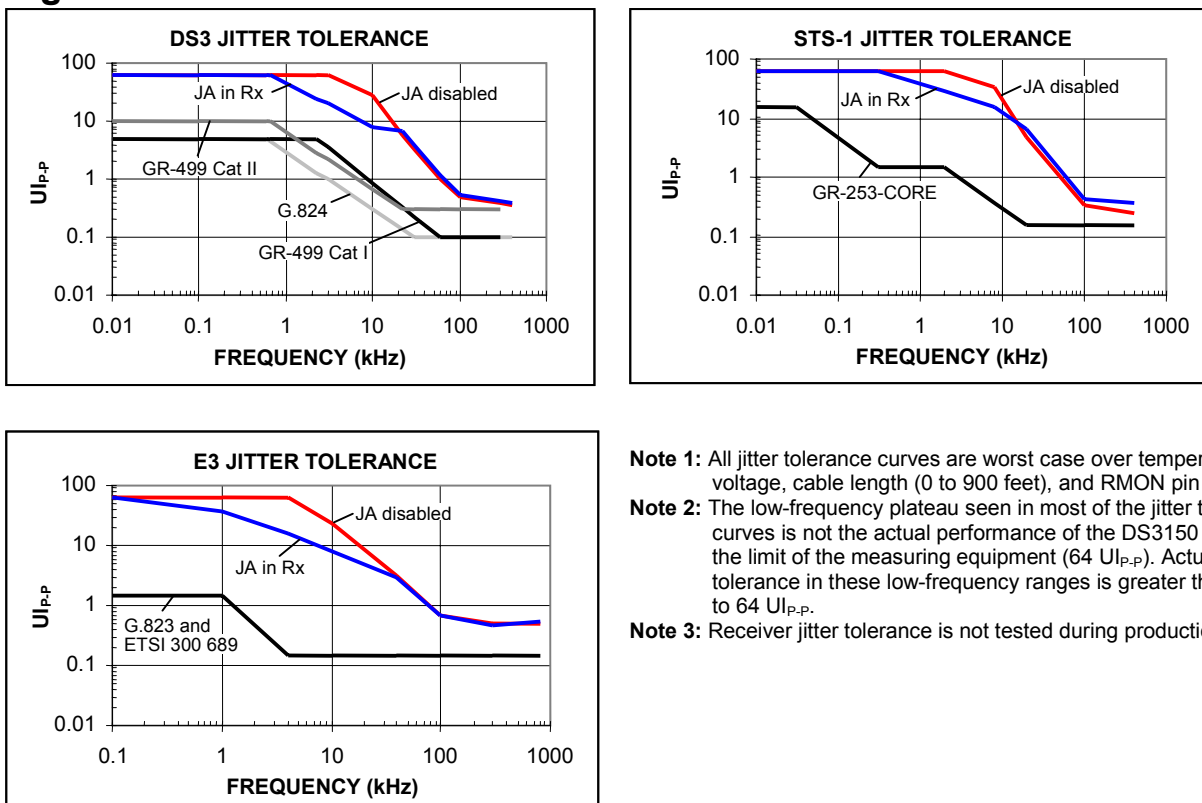 DS3 JITTER TOLERANCE
100
10
1
0.1
0.01
UIP-P
JA in Rx
JA disabled
GR-499 Cat II
G.824
GR-499 Cat I
0.01 0.1 1 10 100 1000
FREQUENCY (kHz)
STS-1 JITTER TOLERANCE
100
10
1
0.1
0.01
UIP-P
JA in Rx
JA disabled
GR-253-CORE
0.01 0.1 1 10 100 1000
FREQUENCY (kHz)
E3 JITTER TOLERANCE
100
10
1
0.1
0.01
UIP-P
JA disabled
JA in Rx
G.823 and
ETSI 300 689
0.1 1 10 100 1000
FREQUENCY (kHz)
Note 1: All jitter tolerance curves are worst case over
voltage, cable length (0 to 900 feet), and RMON pin
Note 2: The low-frequency plateau seen in most of the jitter
curves is not the actual performance of the DS3150
the limit of the measuring equipment (64 UIP-P).
tolerance in these low-frequency ranges is greater
to 64 UIP-P.
Note 3: Receiver jitter tolerance is not tested during